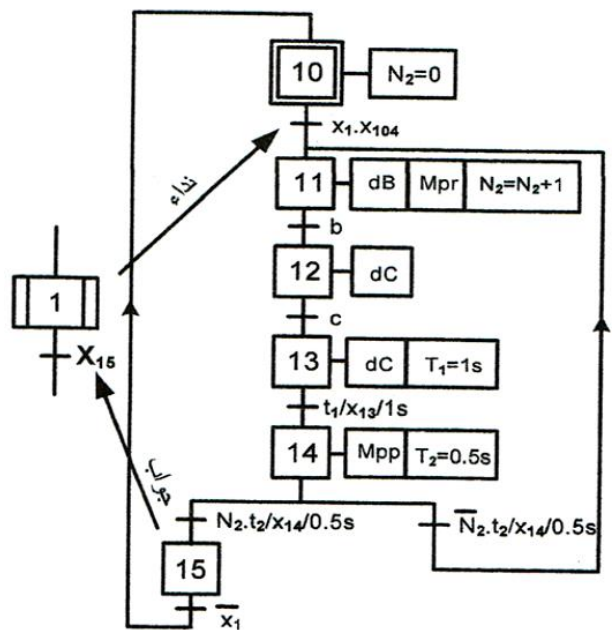 10 N₂=0
x₁.x₁₀₄
نداء
11 dB Mpr N₂=N₂+1
b
12 dC
1
c
X₁₅
13 dC T₁=1s
t₁/x₁₃/1s
جواب
14 Mpp T₂=0.5s
N₂.t₂/x₁₄/0.5s N̅₂.t₂/x₁₄/0.5s
15
x̅₁